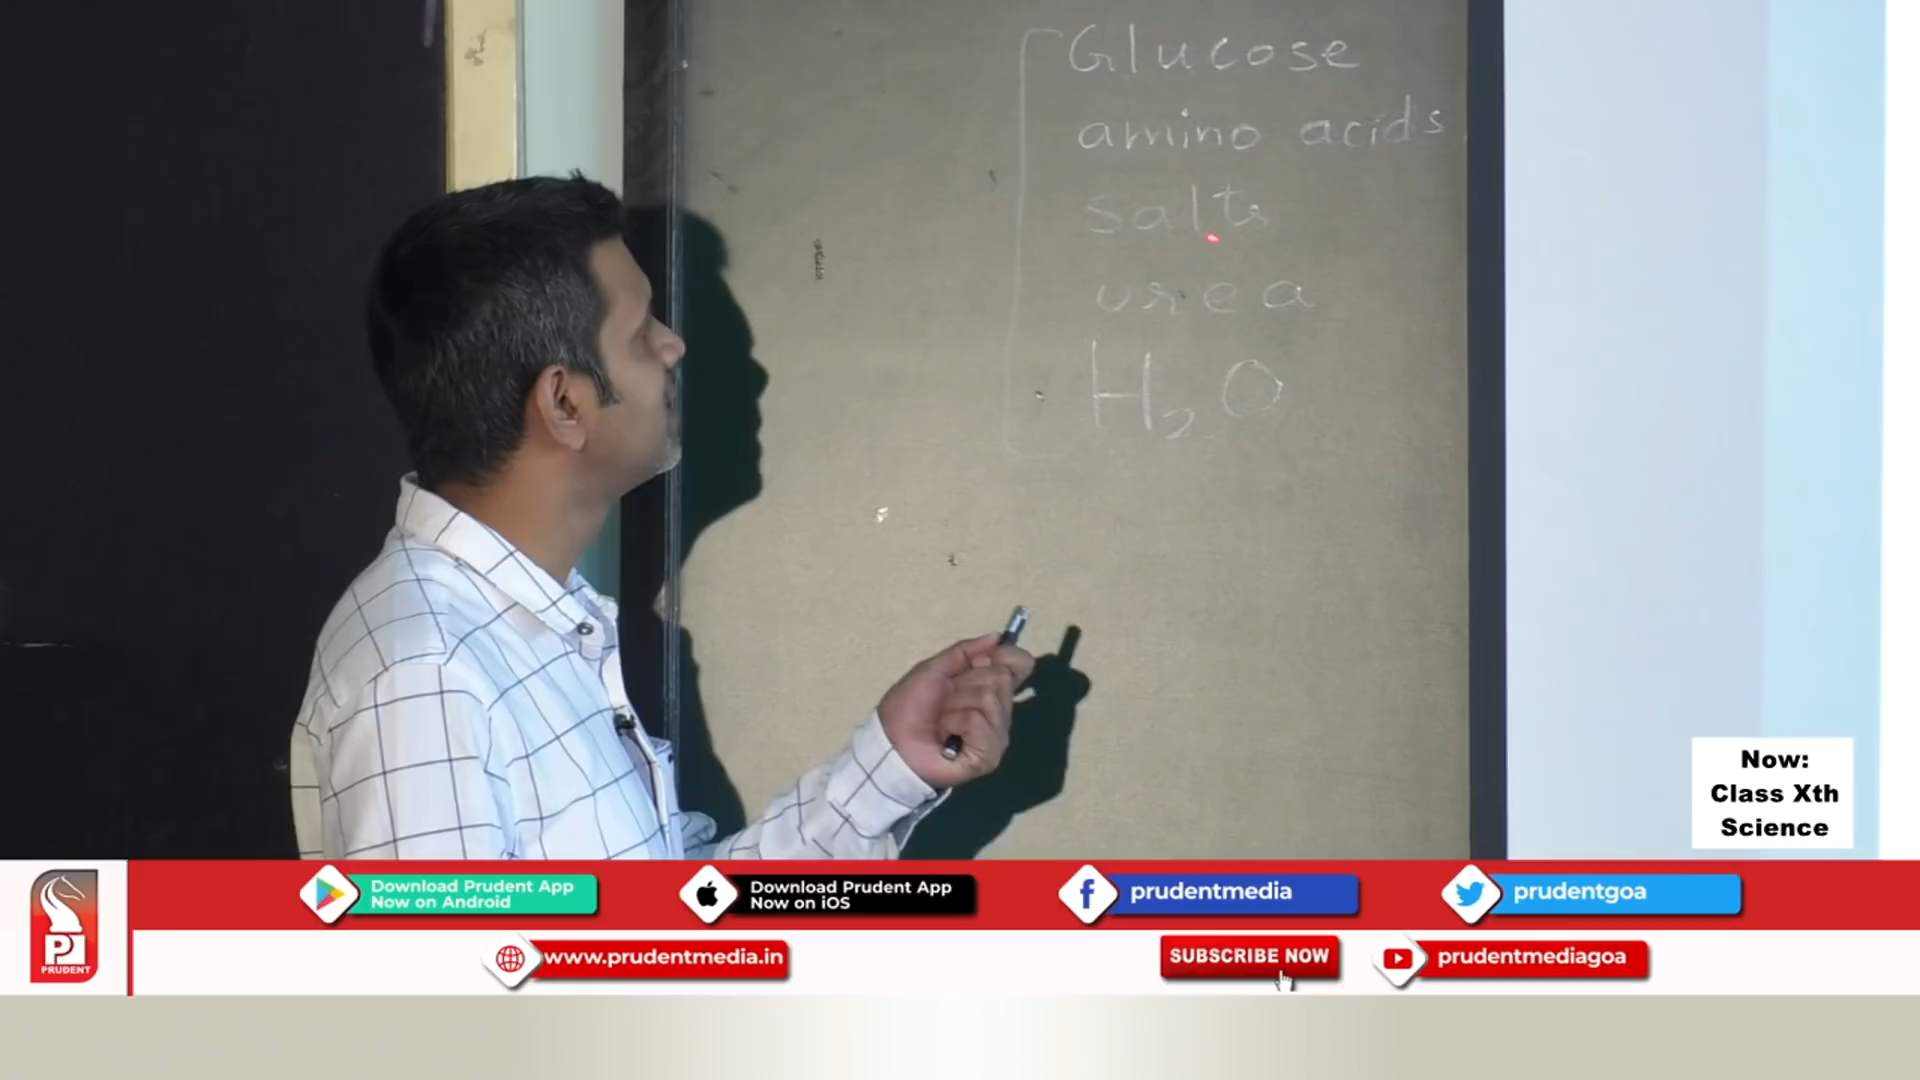 Glucose
amino acids
salts
urea
H₂O
Now:
Class Xth
Science
Download Prudent App
Now on Android
Download Prudent App
Now on iOS
prudentmedia
prudentgoa
PRUDENT
www.prudentmedia.in
SUBSCRIBE NOW
prudentmediagoa